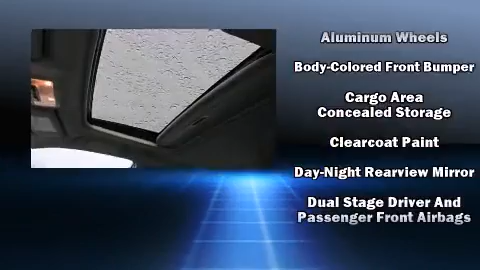 Aluminum Wheels
Body-Colored Front Bumper
Cargo Area
Concealed Storage
Clearcoat Paint
Day-Night Rearview Mirror
Dual Stage Driver And
Passenger Front Airbags